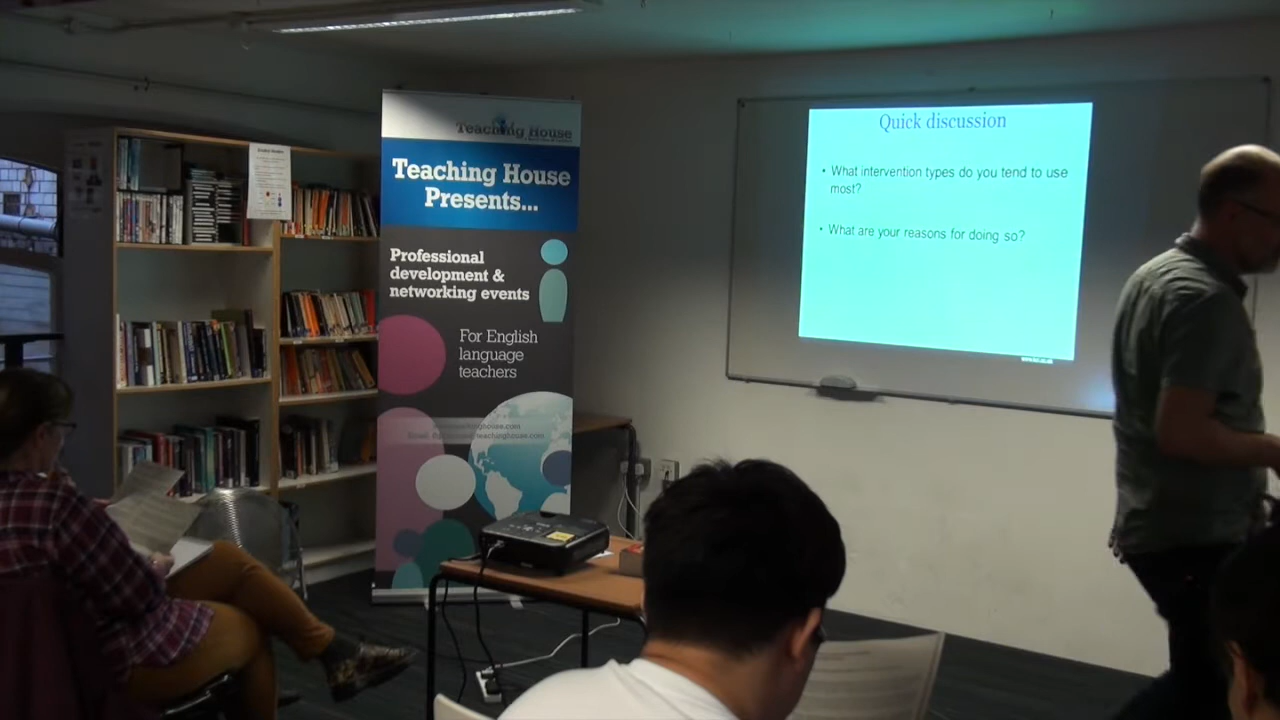 Teaching House
Teaching House
Presents...
Professional
development &
networking events
For English
language
teachers
Quick discussion
• What intervention types do you tend to use
most?
• What are your reasons for doing so?